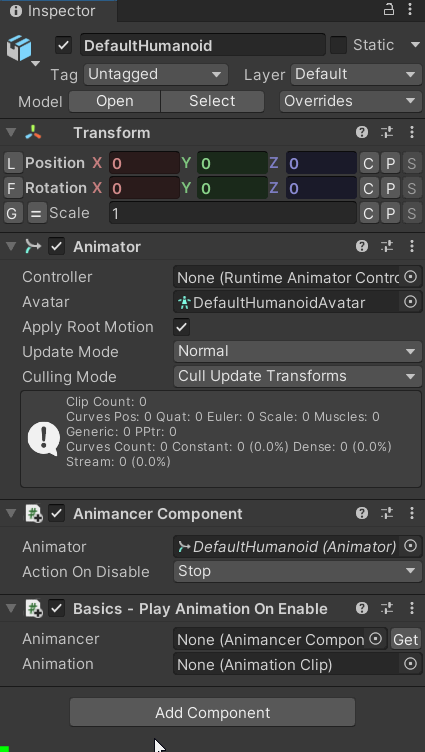 Inspector
DefaultHumanoid Static
Tag Untagged Layer Default
Model Open Select Overrides
Transform
L Position X 0 Y 0 Z 0 C P S
F Rotation X 0 Y 0 Z 0 C P S
G = Scale 1 C P S
Animator
Controller None (Runtime Animator Contro
Avatar DefaultHumanoidAvatar
Apply Root Motion
Update Mode Normal
Culling Mode Cull Update Transforms
Clip Count: 0
Curves Pos: 0 Quat: 0 Euler: 0 Scale: 0 Muscles: 0
Generic: 0 PPtr: 0
Curves Count: 0 Constant: 0 (0.0%) Dense: 0 (0.0%)
Stream: 0 (0.0%)
Animancer Component
Animator DefaultHumanoid (Animator)
Action On Disable Stop
Basics - Play Animation On Enable
Animancer None (Animancer Compon Get
Animation None (Animation Clip)
Add Component